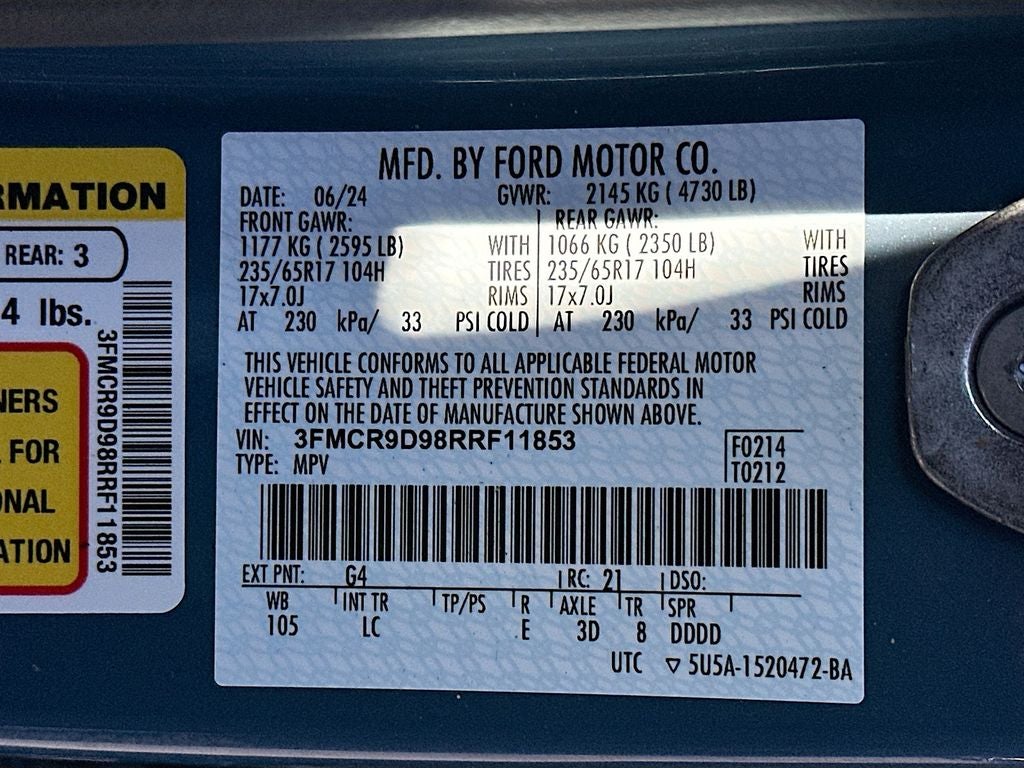 RMATION
REAR: 3
4 lbs.
NERS
FOR
ONAL
ATION
3FMCR9D98RRF11853
MFD. BY FORD MOTOR CO.
DATE: 06/24 GVWR: 2145 KG ( 4730 LB)
FRONT GAWR: REAR GAWR:
1177 KG ( 2595 LB) WITH 1066 KG ( 2350 LB) WITH
235/65R17 104H TIRES 235/65R17 104H TIRES
17x7.0J RIMS 17x7.0J RIMS
AT 230 kPa/ 33 PSI COLD AT 230 kPa/ 33 PSI COLD
THIS VEHICLE CONFORMS TO ALL APPLICABLE FEDERAL MOTOR
VEHICLE SAFETY AND THEFT PREVENTION STANDARDS IN
EFFECT ON THE DATE OF MANUFACTURE SHOWN ABOVE.
VIN: 3FMCR9D98RRF11853 F0214
TYPE: MPV T0212
EXT PNT: G4 RC: 21 DSO:
WB INT TR TP/PS R AXLE TR SPR
105 LC E 3D 8 DDDD
UTC ▽ 5U5A-1520472-BA